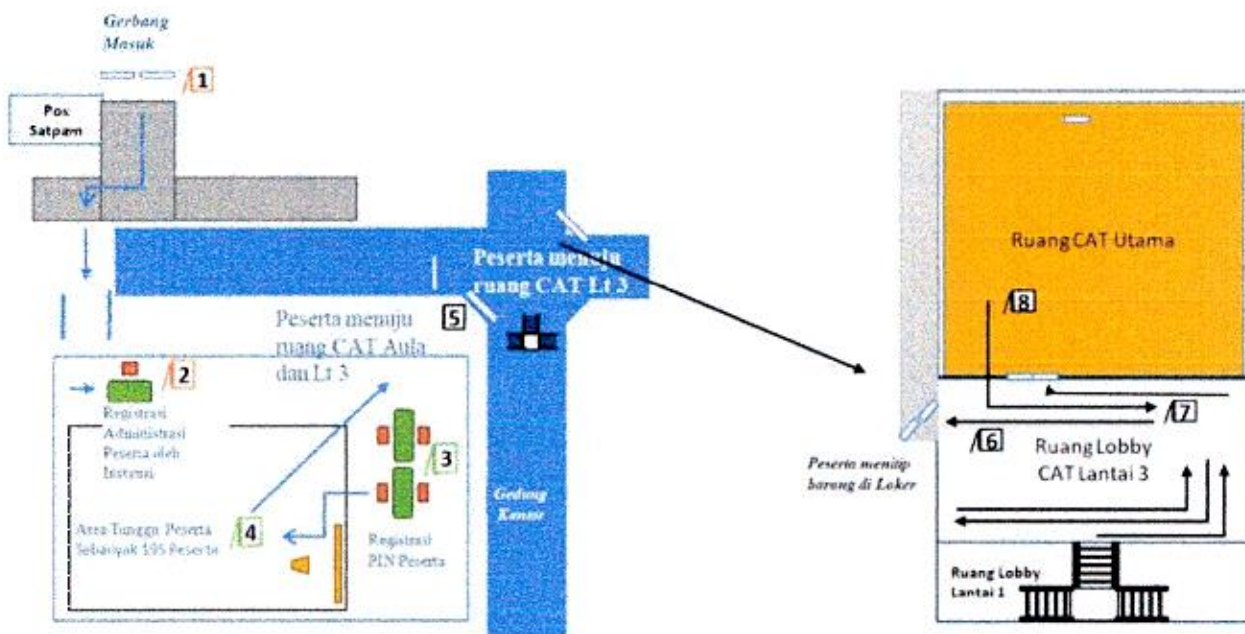 Gerbang
Masuk
1
Pos
Satpam
Peserta menuju
ruang CAT Lt 3
5
Peserta menuju
ruang CAT Aula
dan Lt 3
2
Registrasi
Administrasi
Peserta oleh
Instansi
3
4
Area Tunggu Peserta
Sebanyak 195 Peserta
Registrasi
PIN Peserta
Gedung
Kantor
Ruang CAT Utama
8
7
6
Ruang Lobby
CAT Lantai 3
Peserta menitip
barang di Loker
Ruang Lobby
Lantai 1